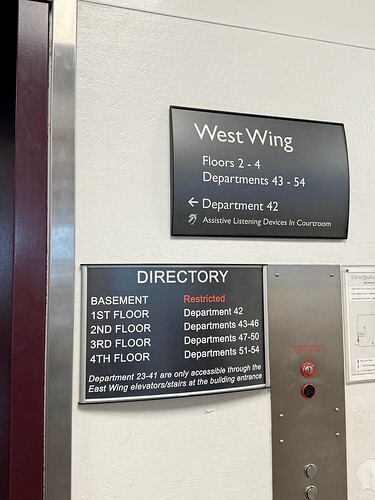 West Wing
Floors 2 - 4
Departments 43 - 54
← Department 42
Assistive Listening Devices In Courtroom
DIRECTORY
BASEMENT Restricted
1ST FLOOR Department 42
2ND FLOOR Departments 43-46
3RD FLOOR Departments 47-50
4TH FLOOR Departments 51-54
Department 23-41 are only accessible through the
East Wing elevators/stairs at the building entrance